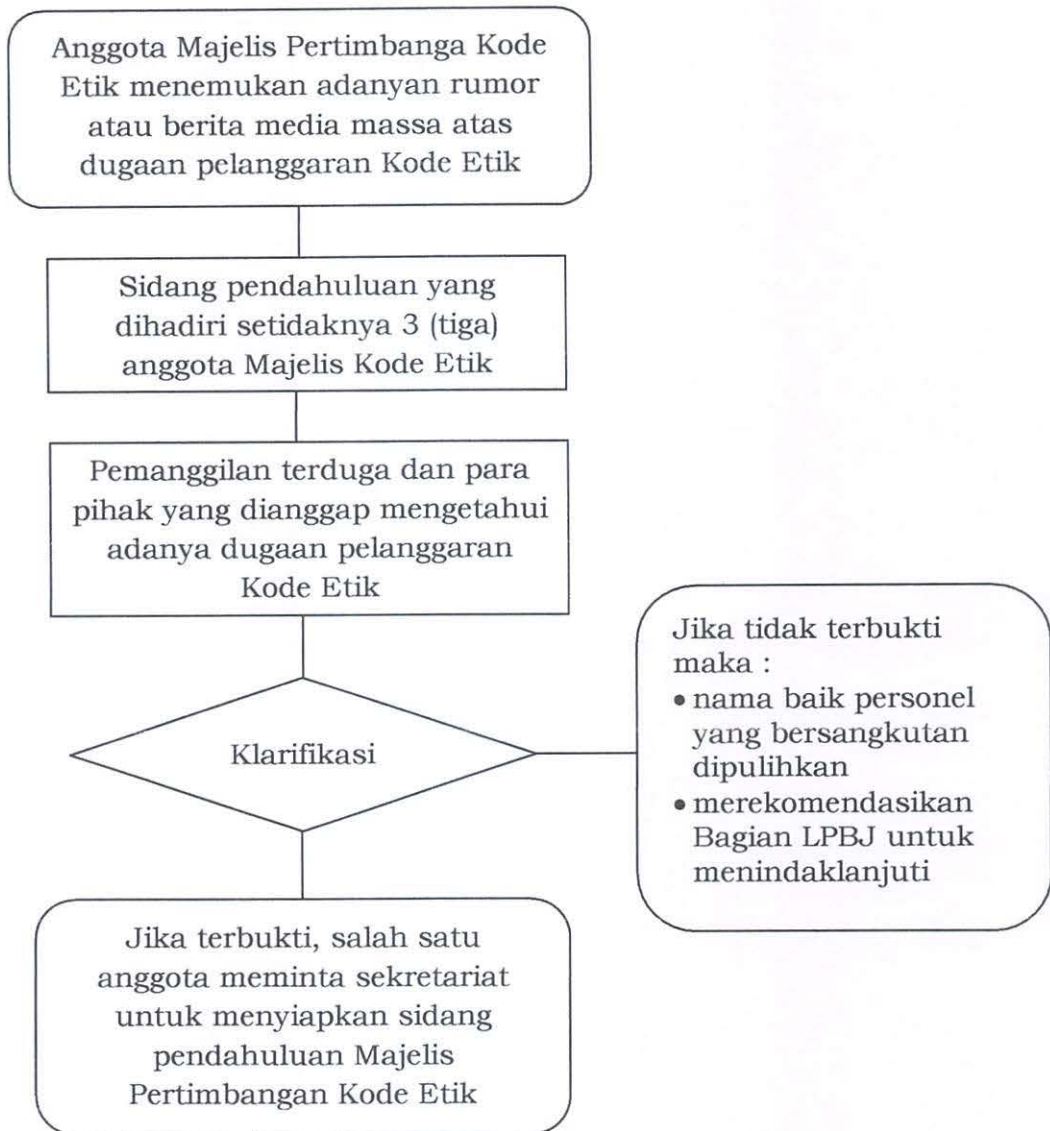 Anggota Majelis Pertimbanga Kode
Etik menemukan adanyan rumor
atau berita media massa atas
dugaan pelanggaran Kode Etik
Sidang pendahuluan yang
dihadiri setidaknya 3 (tiga)
anggota Majelis Kode Etik
Pemanggilan terduga dan para
pihak yang dianggap mengetahui
adanya dugaan pelanggaran
Kode Etik
Klarifikasi
Jika tidak terbukti
maka :
• nama baik personel
yang bersangkutan
dipulihkan
• merekomendasikan
Bagian LPBJ untuk
menindaklanjuti
Jika terbukti, salah satu
anggota meminta sekretariat
untuk menyiapkan sidang
pendahuluan Majelis
Pertimbangan Kode Etik